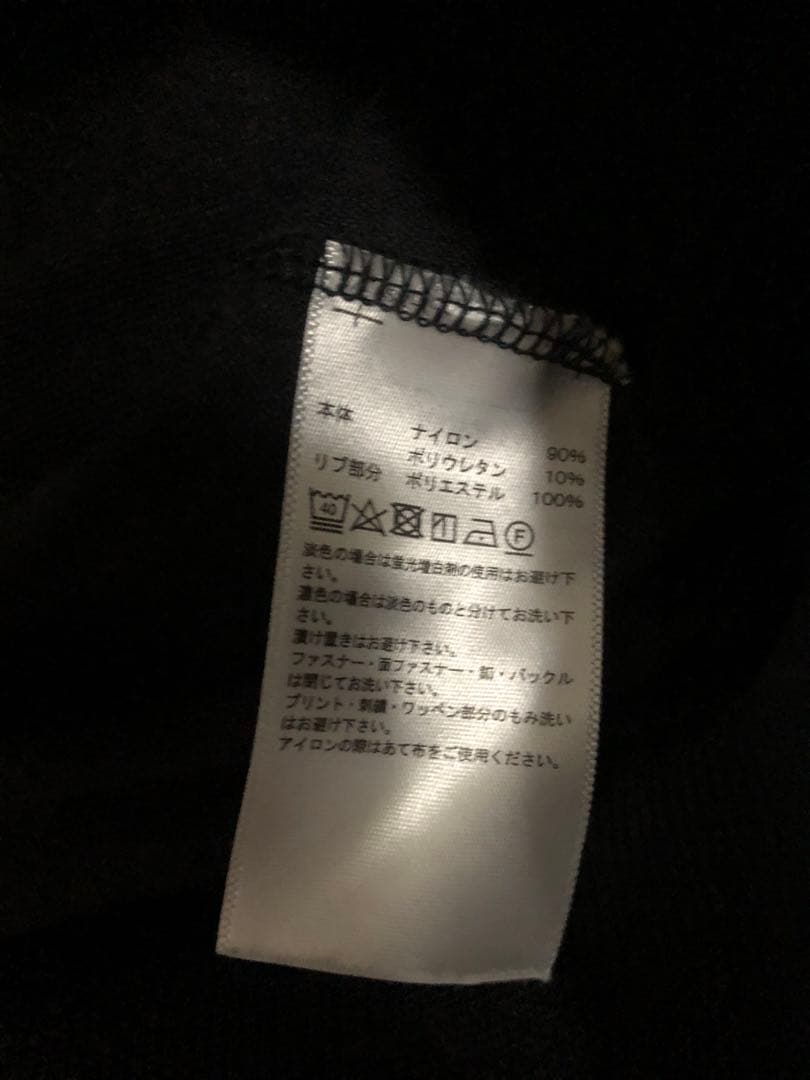 本体 ナイロン 90%
ポリウレタン 10%
リブ部分 ポリエステル 100%
40 F
淡色の場合は蛍光増白剤の使用はお避け下
さい。
濃色の場合は淡色のものと分けてお洗い下
さい。
漬け置きはお避け下さい。
ファスナー・面ファスナー・釦・バックル
は閉じてお洗い下さい。
プリント・刺繍・ワッペン部分のもみ洗い
はお避け下さい。
アイロンの際はあて布をご使用ください。